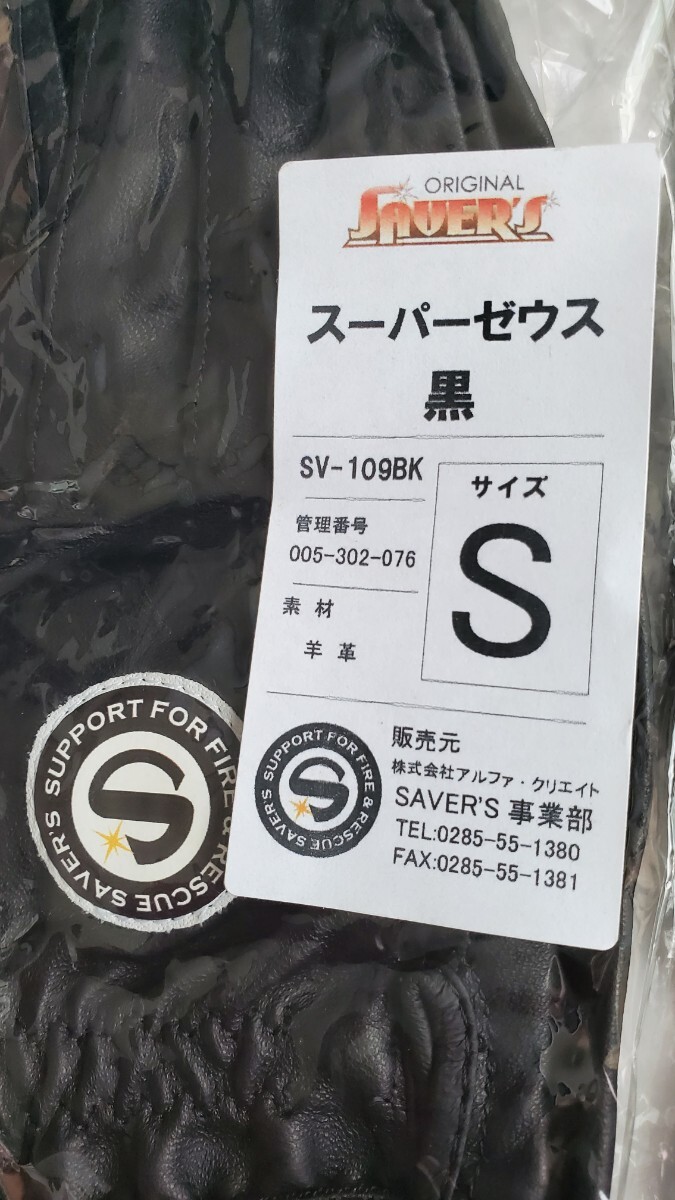 ORIGINAL
SAVER'S
スーパーゼウス
黒
SV-109BK
サイズ
S
管理番号
005-302-076
素材
羊革
SUPPORT FOR FIRE & RESCUE SAVER'S
S
販売元
株式会社アルファ・クリエイト
SAVER'S 事業部
TEL:0285-55-1380
FAX:0285-55-1381
SUPPORT FOR FIRE & RESCUE SAVER'S
S